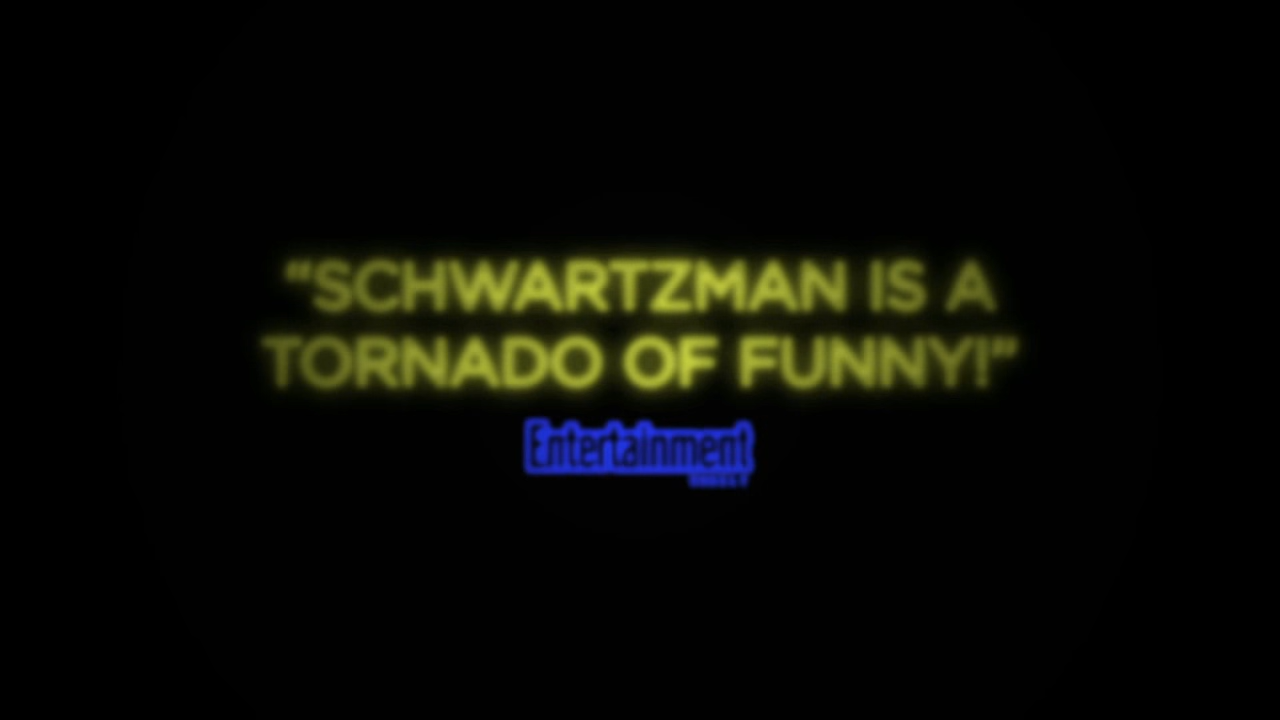 “SCHWARTZMAN IS A
TORNADO OF FUNNY!”
Entertainment